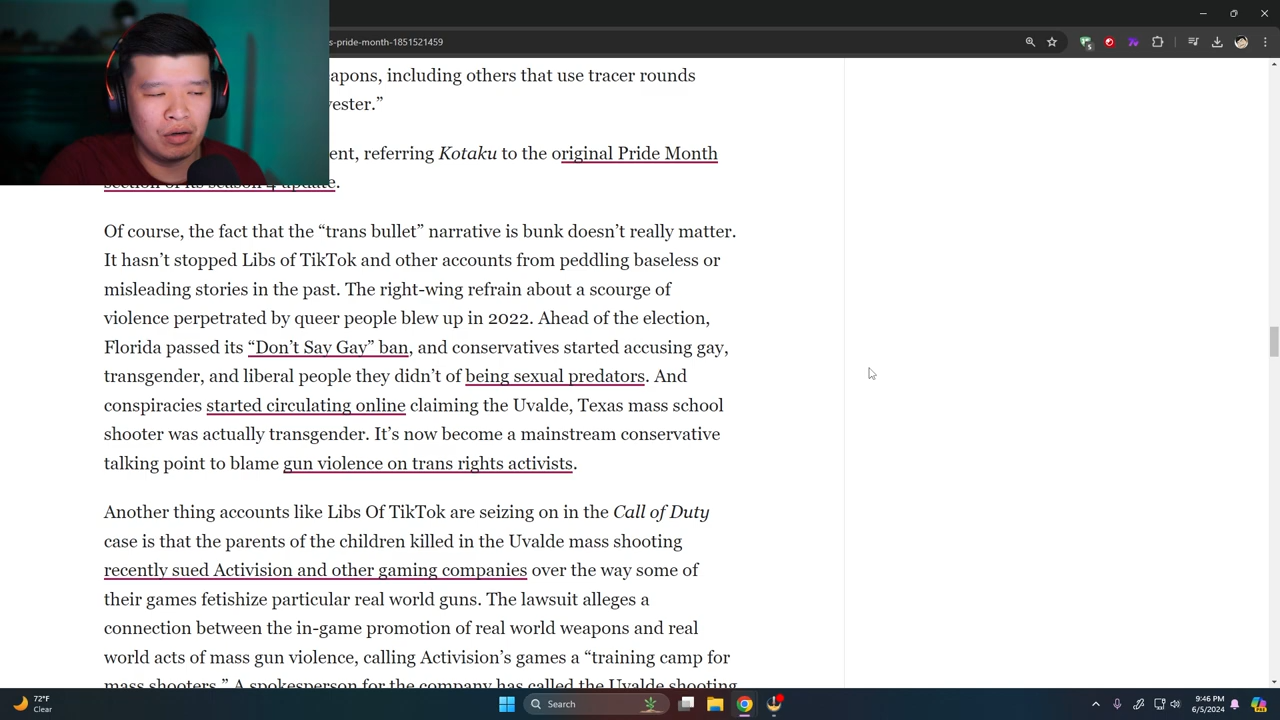 s-pride-month-1851521459
apons, including others that use tracer rounds
vester.”
ent, referring Kotaku to the original Pride Month
section of its season 4 update.
Of course, the fact that the “trans bullet” narrative is bunk doesn’t really matter.
It hasn’t stopped Libs of TikTok and other accounts from peddling baseless or
misleading stories in the past. The right-wing refrain about a scourge of
violence perpetrated by queer people blew up in 2022. Ahead of the election,
Florida passed its “Don’t Say Gay” ban, and conservatives started accusing gay,
transgender, and liberal people they didn’t of being sexual predators. And
conspiracies started circulating online claiming the Uvalde, Texas mass school
shooter was actually transgender. It’s now become a mainstream conservative
talking point to blame gun violence on trans rights activists.
Another thing accounts like Libs Of TikTok are seizing on in the Call of Duty
case is that the parents of the children killed in the Uvalde mass shooting
recently sued Activision and other gaming companies over the way some of
their games fetishize particular real world guns. The lawsuit alleges a
connection between the in-game promotion of real world weapons and real
world acts of mass gun violence, calling Activision’s games a “training camp for
mass shooters.” A spokesperson for the company has called the Uvalde shooting
72°F
Clear
Search
9:46 PM
6/5/2024